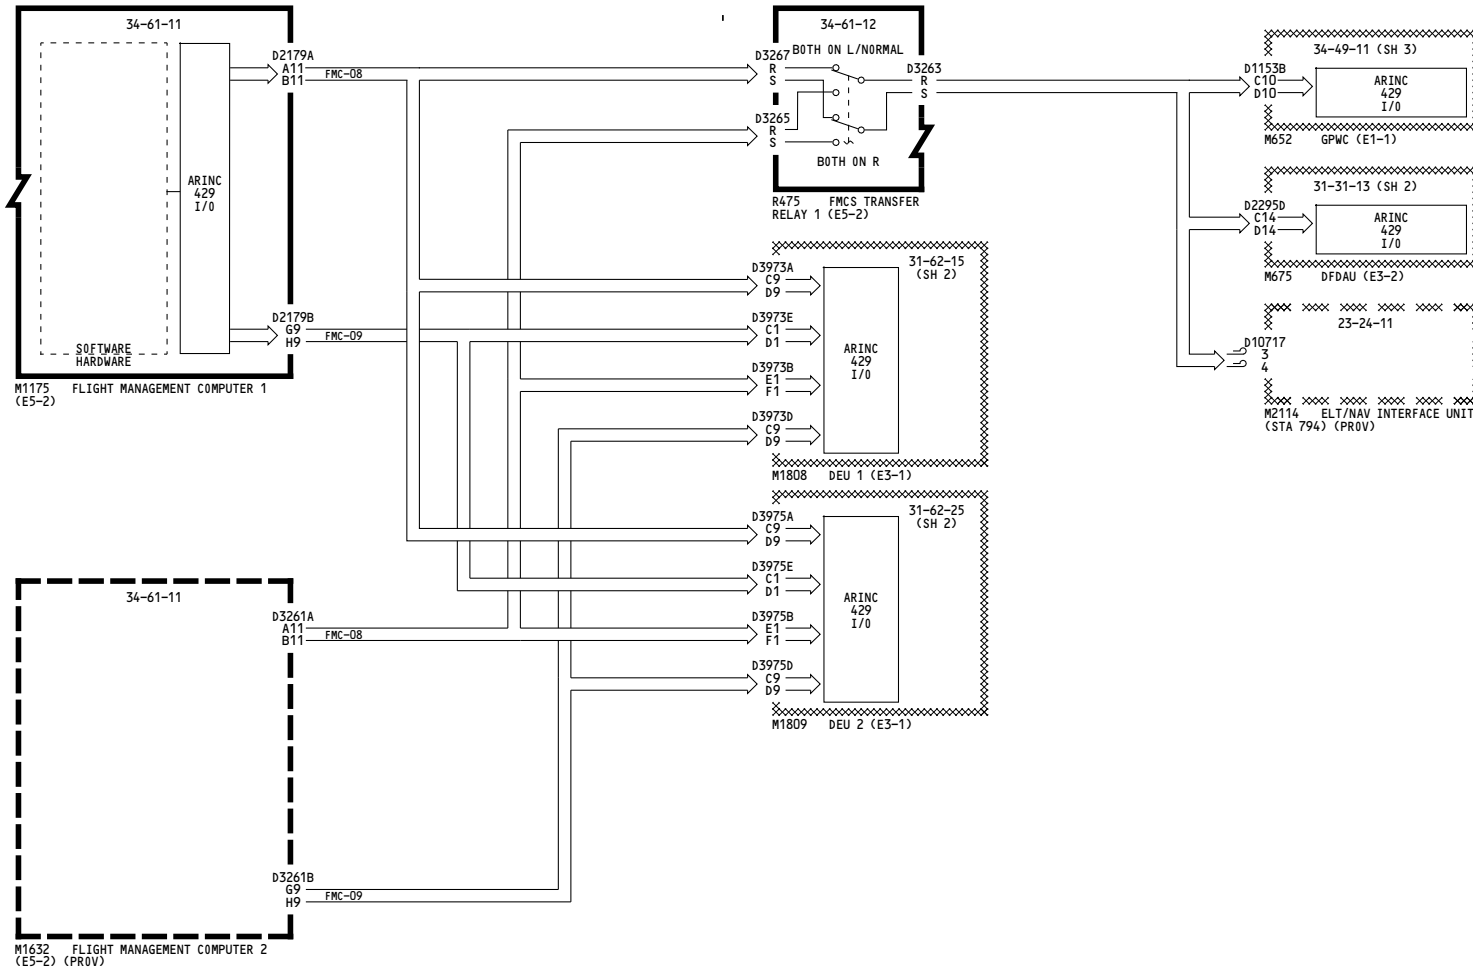 34-61-11
D2179A
A11
B11
FMC-08
ARINC
429
I/O
D2179B
G9
H9
FMC-09
SOFTWARE
HARDWARE
M1175 FLIGHT MANAGEMENT COMPUTER 1
(E5-2)
34-61-11
D3261A
A11
B11
FMC-08
D3261B
G9
H9
FMC-09
M1632 FLIGHT MANAGEMENT COMPUTER 2
(E5-2) (PROV)
34-61-12
BOTH ON L/NORMAL
D3267
R
S
D3263
R
S
D3265
R
S
BOTH ON R
R475 FMCS TRANSFER
RELAY 1 (E5-2)
31-62-15
(SH 2)
D3973A
C9
D9
D3973E
C1
D1
D3973B
E1
F1
D3973D
C9
D9
ARINC
429
I/O
M1808 DEU 1 (E3-1)
31-62-25
(SH 2)
D3975A
C9
D9
D3975E
C1
D1
D3975B
E1
F1
D3975D
C9
D9
ARINC
429
I/O
M1809 DEU 2 (E3-1)
34-49-11 (SH 3)
D1153B
C10
D10
ARINC
429
I/O
M652 GPWC (E1-1)
31-31-13 (SH 2)
D2295D
C14
D14
ARINC
429
I/O
M675 DFDAU (E3-2)
23-24-11
D10717
3
4
M2114 ELT/NAV INTERFACE UNIT
(STA 794) (PROV)